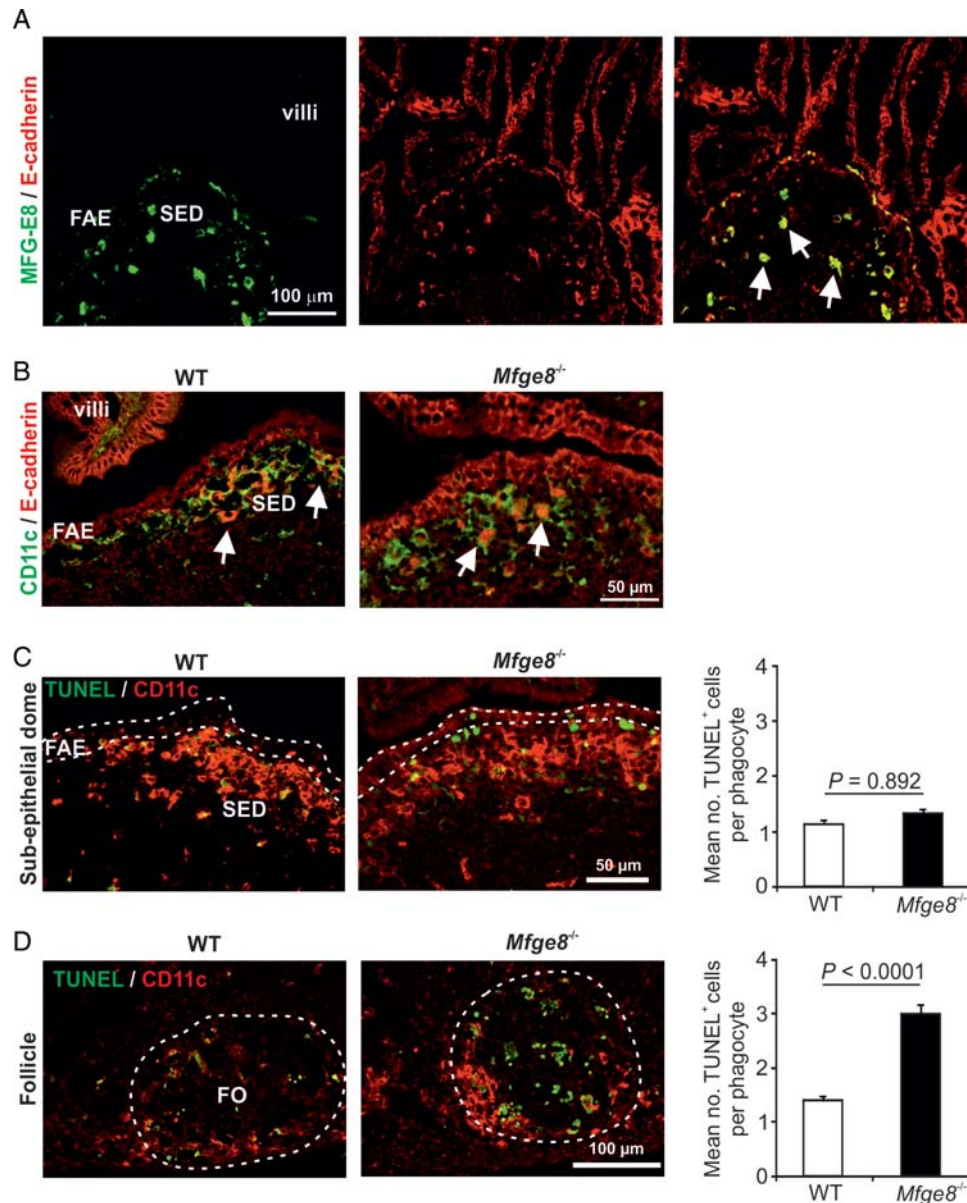 A
MFG-E8 / E-cadherin
villi
FAE
SED
100 µm
B
WT
Mfge8-/-
CD11c / E-cadherin
villi
SED
FAE
50 µm
C
WT
Mfge8-/-
Sub-epithelial dome
TUNEL / CD11c
FAE
SED
50 µm
Mean no. TUNEL+ cells
per phagocyte
4
3
2
1
0
P = 0.892
WT
Mfge8-/-
D
WT
Mfge8-/-
Follicle
TUNEL / CD11c
FO
100 µm
Mean no. TUNEL+ cells
per phagocyte
4
3
2
1
0
P < 0.0001
WT
Mfge8-/-